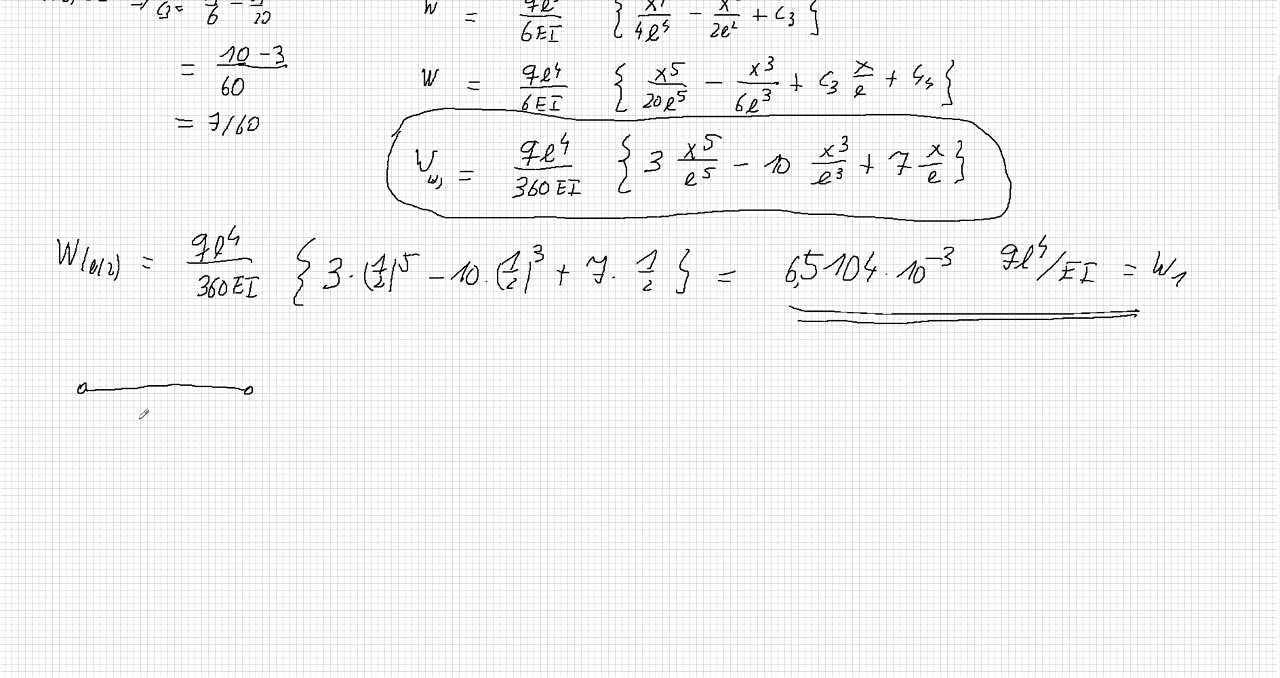 = 10-3/60
= 7/60
w = ql⁴/6EI { x⁵/20l⁵ - x³/6l³ + C₃ x/l + C₄ }
W = ql⁴/360EI { 3 x⁵/l⁵ - 10 x³/l³ + 7 x/l }
W(l/2) = ql⁴/360EI { 3·(1/2)⁵ - 10·(1/2)³ + 7·1/2 } = 6,5104·10⁻³ ql⁴/EI = W₁